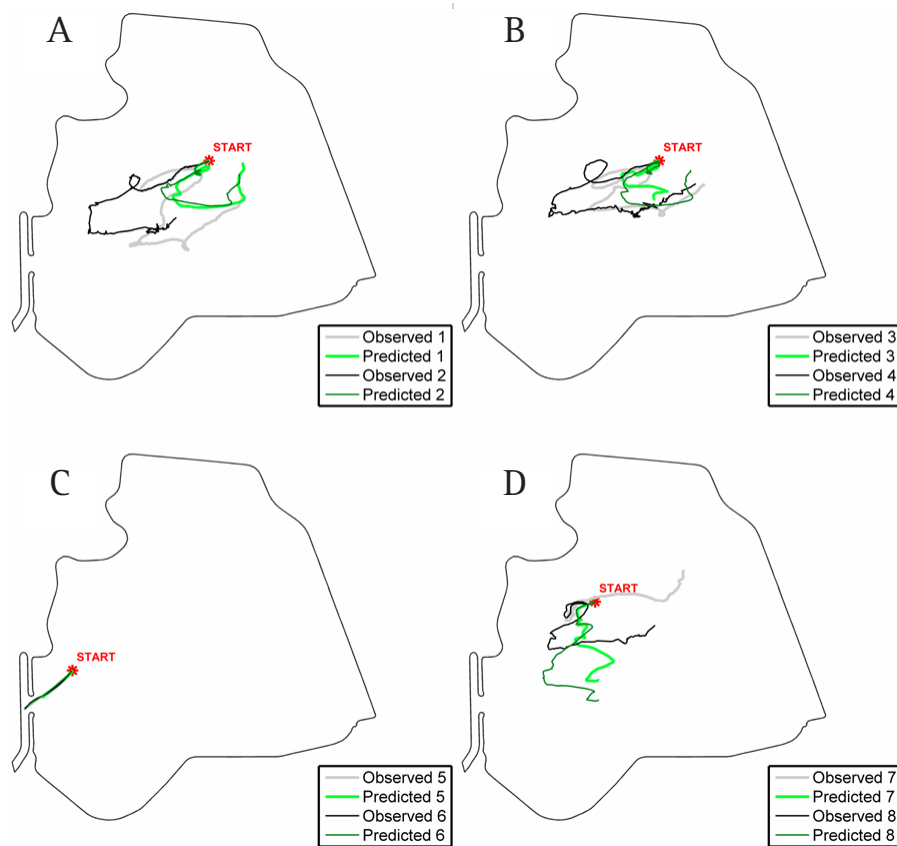 A
START
Observed 1
Predicted 1
Observed 2
Predicted 2
B
START
Observed 3
Predicted 3
Observed 4
Predicted 4
C
START
Observed 5
Predicted 5
Observed 6
Predicted 6
D
START
Observed 7
Predicted 7
Observed 8
Predicted 8